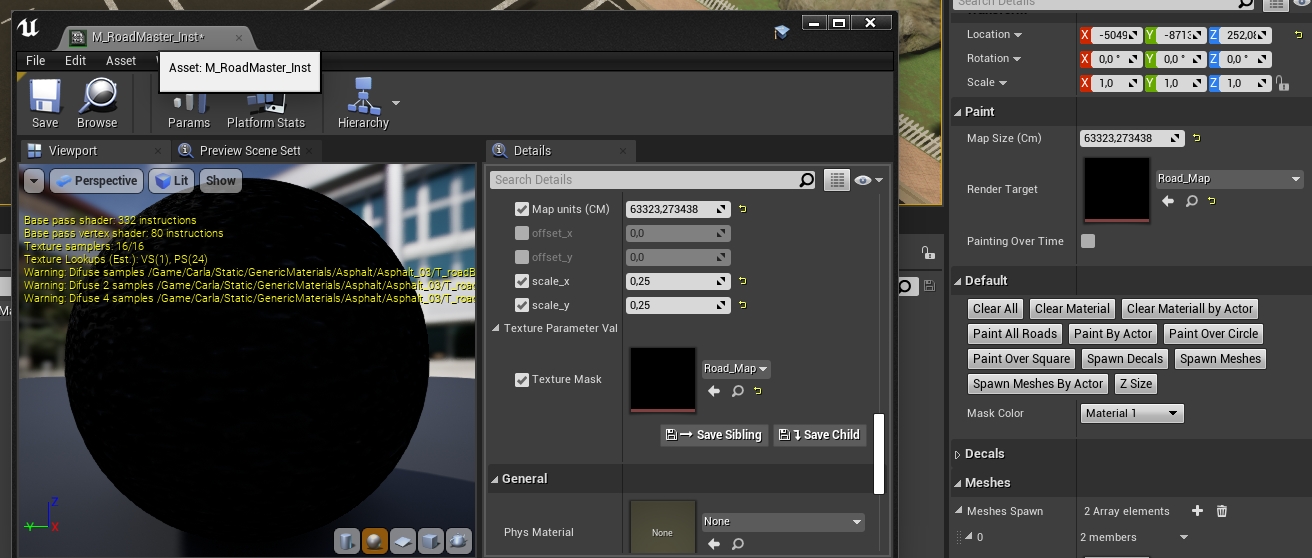 M_RoadMaster_Inst*
File Edit Asset
Asset: M_RoadMaster_Inst
Save Browse Params Platform Stats Hierarchy
Viewport
Preview Scene Sett
Perspective
Lit
Show
Base pass shader: 332 instructions
Base pass vertex shader: 80 instructions
Texture samplers: 16/16
Texture Lookups (Est.): VS(1), PS(24)
Warning: Difuse samples /Game/Carla/Static/GenericMaterials/Asphalt/Asphalt_03/T_roadB
Warning: Difuse 2 samples /Game/Carla/Static/GenericMaterials/Asphalt/Asphalt_03/T_road
Warning: Difuse 4 samples /Game/Carla/Static/GenericMaterials/Asphalt/Asphalt_03/T_road
Z
Y X
Details
Search Details
Map units (CM) 63323,273438
offset_x 0,0
offset_y 0,0
scale_x 0,25
scale_y 0,25
Texture Parameter Val
Texture Mask Road_Map
Save Sibling Save Child
General
Phys Material None None
Search Details
Location X -5049 Y -8713 Z 252,08
Rotation X 0,0 ° Y 0,0 ° Z 0,0 °
Scale X 1,0 Y 1,0 Z 1,0
Paint
Map Size (Cm) 63323,273438
Render Target Road_Map
Painting Over Time
Default
Clear All Clear Material Clear Materiall by Actor
Paint All Roads Paint By Actor Paint Over Circle
Paint Over Square Spawn Decals Spawn Meshes
Spawn Meshes By Actor Z Size
Mask Color Material 1
Decals
Meshes
Meshes Spawn 2 Array elements
0 2 members